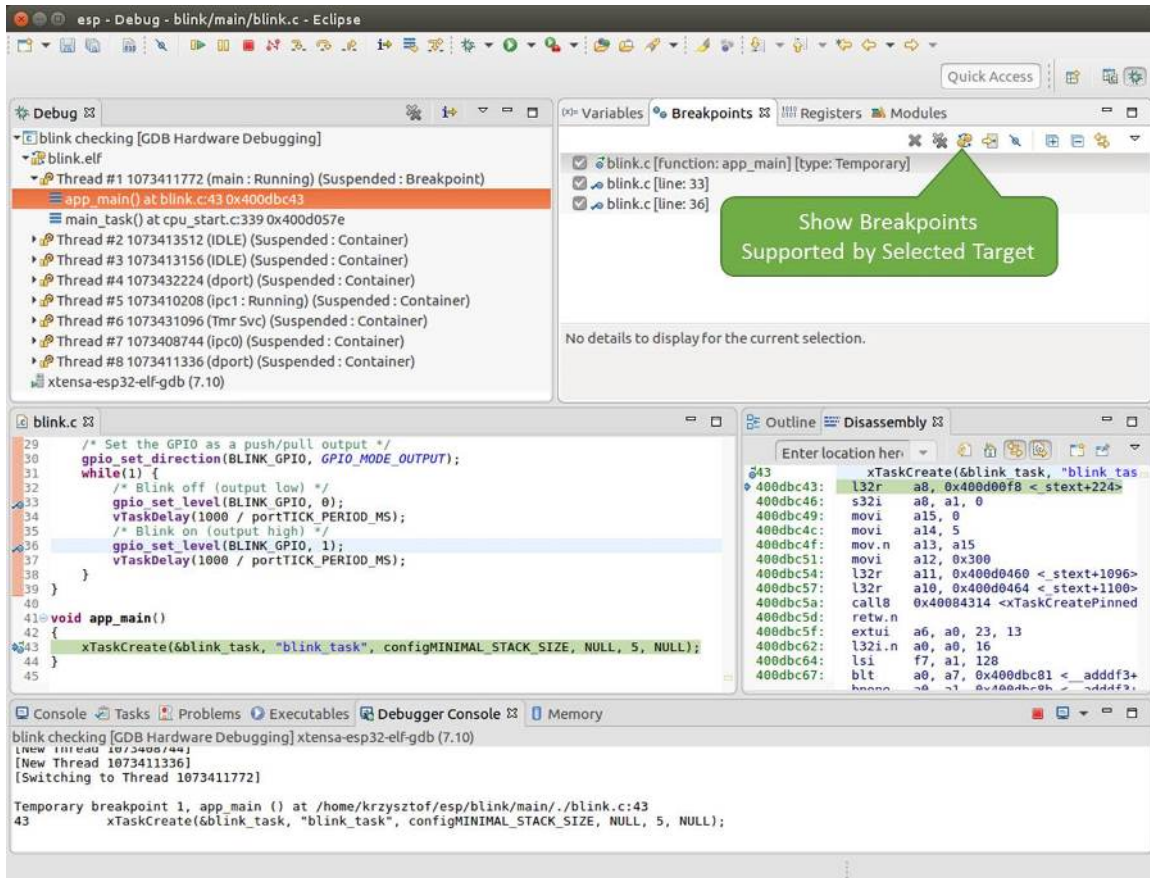 esp - Debug - blink/main/blink.c - Eclipse
Quick Access
Debug
blink checking [GDB Hardware Debugging]
blink.elf
Thread #1 1073411772 (main : Running) (Suspended : Breakpoint)
app_main() at blink.c:43 0x400dbc43
main_task() at cpu_start.c:339 0x400d057e
Thread #2 1073413512 (IDLE) (Suspended : Container)
Thread #3 1073413156 (IDLE) (Suspended : Container)
Thread #4 1073432224 (dport) (Suspended : Container)
Thread #5 1073410208 (ipc1 : Running) (Suspended : Container)
Thread #6 1073431096 (Tmr Svc) (Suspended : Container)
Thread #7 1073408744 (ipc0) (Suspended : Container)
Thread #8 1073411336 (dport) (Suspended : Container)
xtensa-esp32-elf-gdb (7.10)
(x)= Variables Breakpoints Registers Modules
blink.c [function: app_main] [type: Temporary]
blink.c [line: 33]
blink.c [line: 36]
Show Breakpoints
Supported by Selected Target
No details to display for the current selection.
blink.c
29 /* Set the GPIO as a push/pull output */
30 gpio_set_direction(BLINK_GPIO, GPIO_MODE_OUTPUT);
31 while(1) {
32 /* Blink off (output low) */
33 gpio_set_level(BLINK_GPIO, 0);
34 vTaskDelay(1000 / portTICK_PERIOD_MS);
35 /* Blink on (output high) */
36 gpio_set_level(BLINK_GPIO, 1);
37 vTaskDelay(1000 / portTICK_PERIOD_MS);
38 }
39 }
40
41 void app_main()
42 {
43 xTaskCreate(&blink_task, "blink_task", configMINIMAL_STACK_SIZE, NULL, 5, NULL);
44 }
45
Outline Disassembly
Enter location her
43 xTaskCreate(&blink_task, "blink_tas
400dbc43: l32r a8, 0x400d00f8 <_stext+224>
400dbc46: s32i a8, a1, 0
400dbc49: movi a15, 0
400dbc4c: movi a14, 5
400dbc4f: mov.n a13, a15
400dbc51: movi a12, 0x300
400dbc54: l32r a11, 0x400d0460 <_stext+1096>
400dbc57: l32r a10, 0x400d0464 <_stext+1100>
400dbc5a: call8 0x40084314 <xTaskCreatePinned
400dbc5d: retw.n
400dbc5f: extui a6, a0, 23, 13
400dbc62: l32i.n a0, a0, 16
400dbc64: lsi f7, a1, 128
400dbc67: blt a0, a7, 0x400dbc81 <__adddf3+
Console Tasks Problems Executables Debugger Console Memory
blink checking [GDB Hardware Debugging] xtensa-esp32-elf-gdb (7.10)
[New Thread 1073408744]
[New Thread 1073411336]
[Switching to Thread 1073411772]
Temporary breakpoint 1, app_main () at /home/krzysztof/esp/blink/main/./blink.c:43
43 xTaskCreate(&blink_task, "blink_task", configMINIMAL_STACK_SIZE, NULL, 5, NULL);